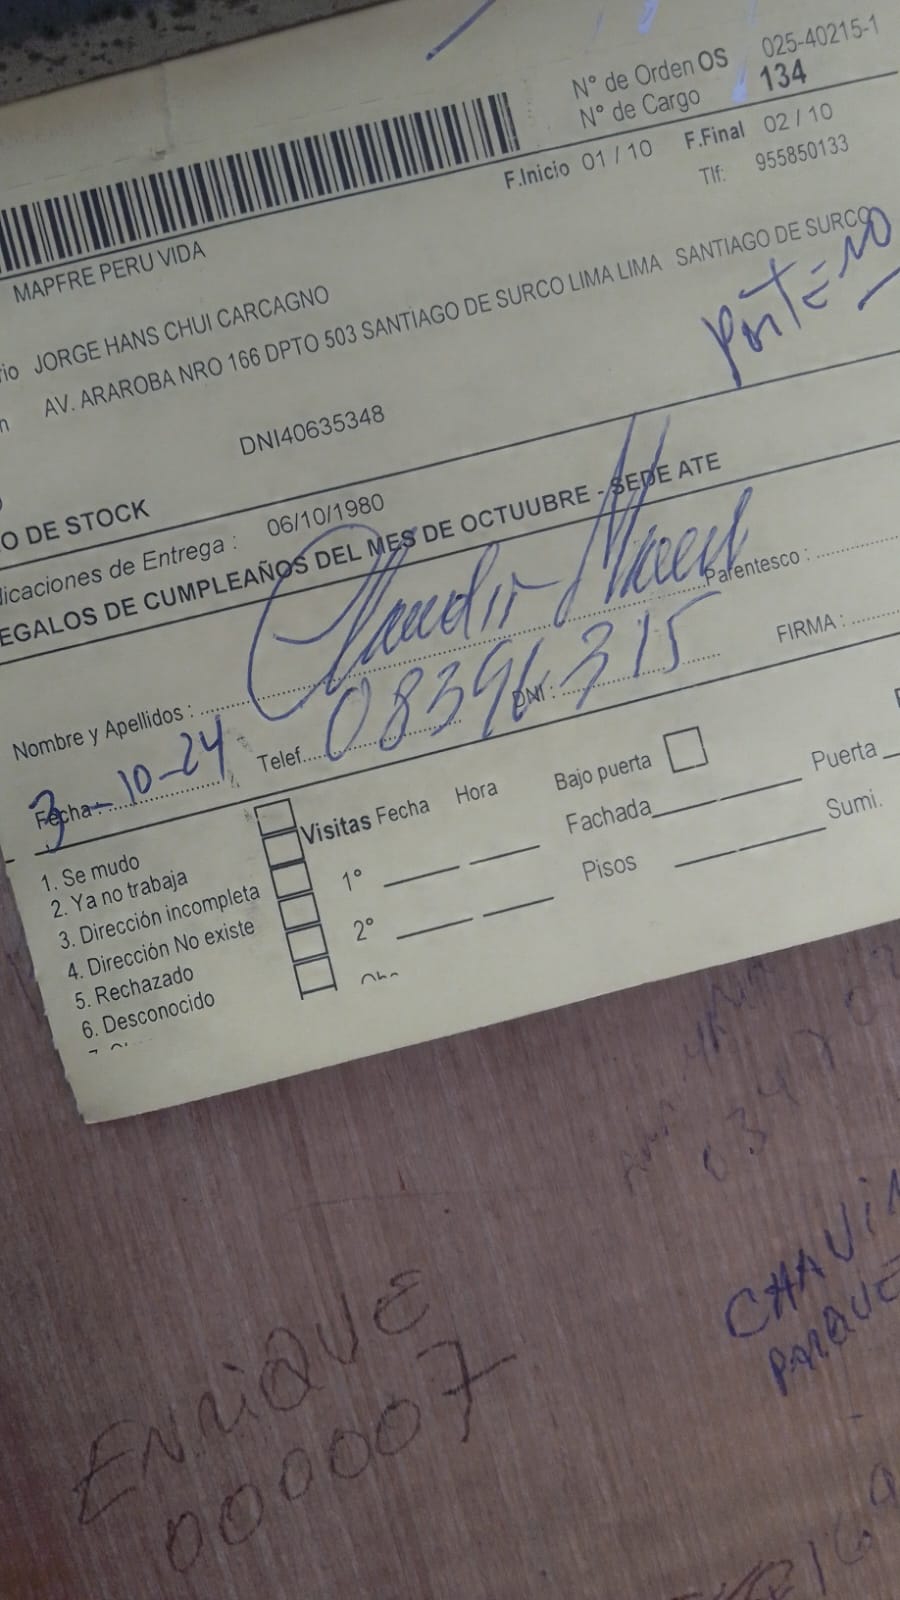 N° de Orden OS 025-40215-1
N° de Cargo 134
F.Inicio 01 / 10 F.Final 02 / 10
Tlf: 955850133
MAPFRE PERU VIDA
rio JORGE HANS CHUI CARCAGNO
n AV. ARAROBA NRO 166 DPTO 503 SANTIAGO DE SURCO LIMA LIMA SANTIAGO DE SURCO
DNI40635348
O DE STOCK
dicaciones de Entrega : 06/10/1980
EGALOS DE CUMPLEAÑOS DEL MES DE OCTUUBRE - SEDE ATE
Nombre y Apellidos : Parentesco :
Fecha : 3-10-24 Telef. DNI : 08396315 FIRMA :
Visitas Fecha Hora Bajo puerta
1. Se mudo
2. Ya no trabaja
3. Dirección incompleta
4. Dirección No existe
5. Rechazado
6. Desconocido
1° Fachada Puerta
2° Pisos Sumi.
ENRIQUE
000007
CHAVIN
PARQUE